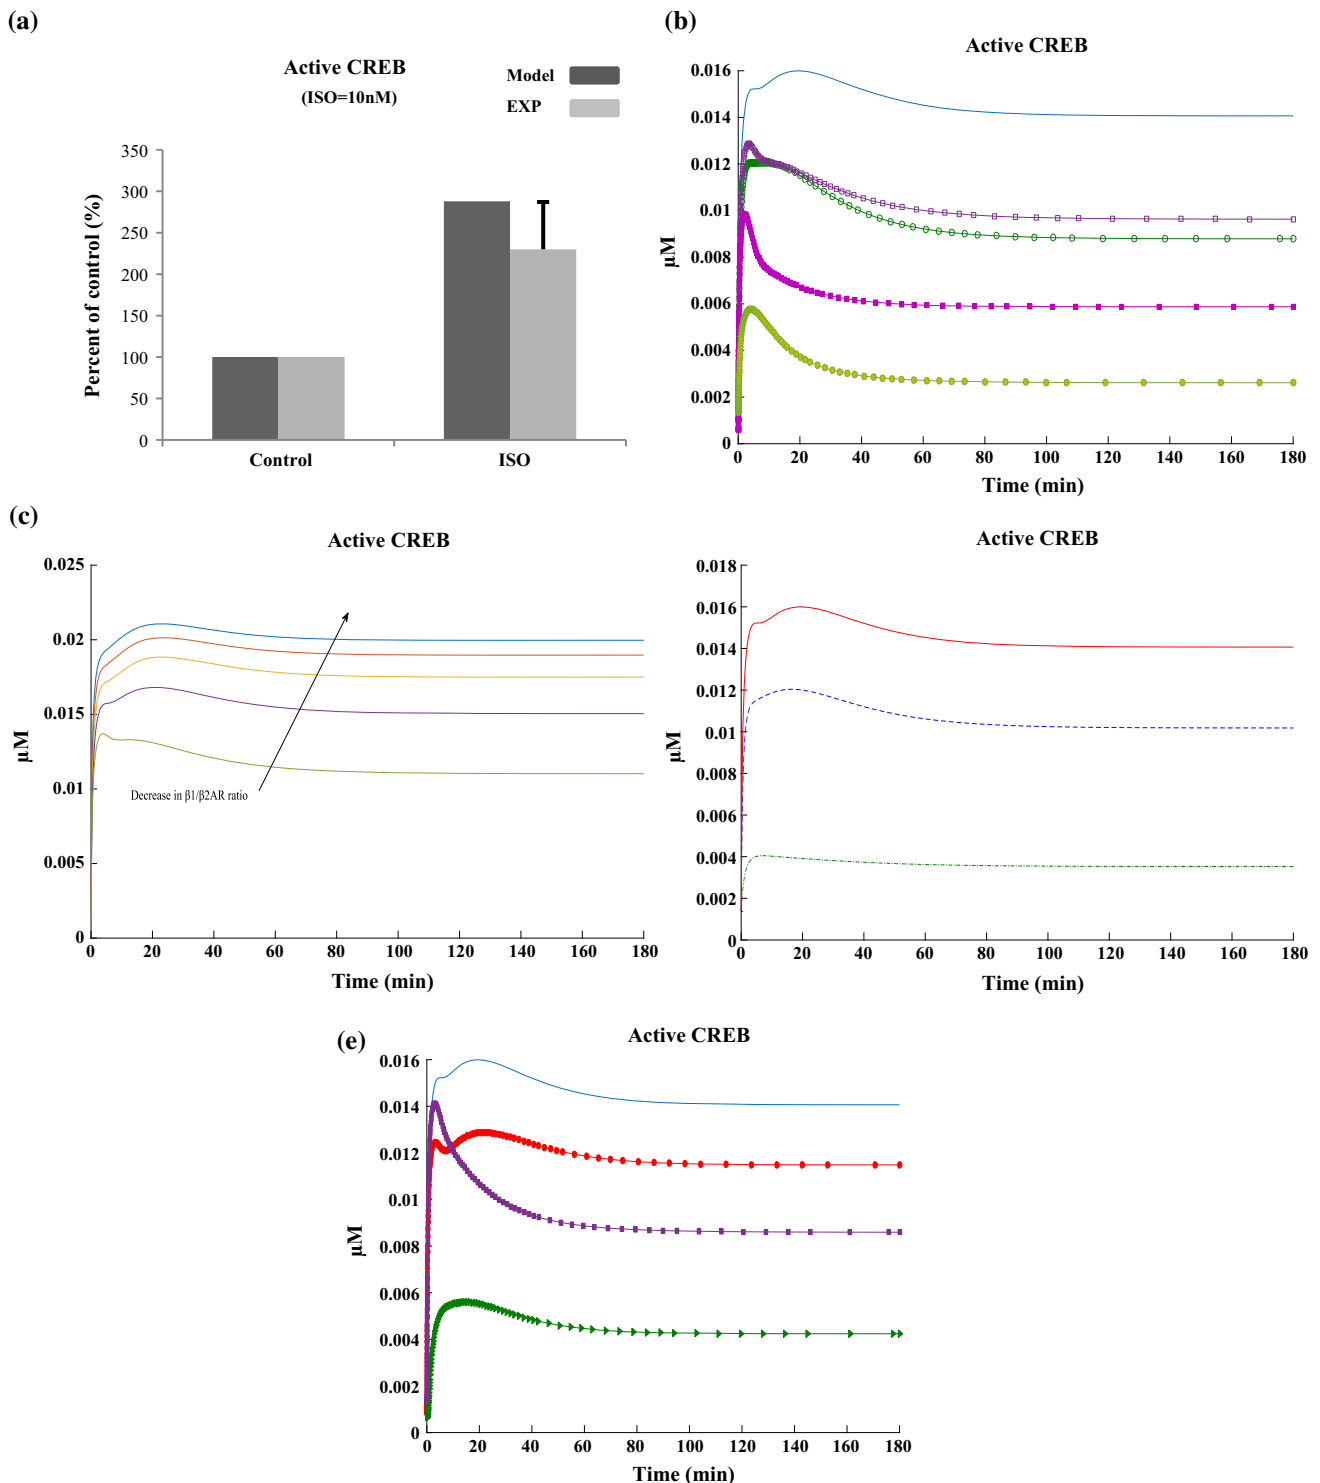 (a)
Active CREB
(ISO=10nM)
Model
EXP
Percent of control (%)
350
300
250
200
150
100
50
0
Control
ISO
(b)
Active CREB
µM
0.016
0.014
0.012
0.01
0.008
0.006
0.004
0.002
0
0 20 40 60 80 100 120 140 160 180
Time (min)
(c)
Active CREB
µM
0.025
0.02
0.015
0.01
0.005
0
Decrease in β1/β2AR ratio
0 20 40 60 80 100 120 140 160 180
Time (min)
Active CREB
µM
0.018
0.016
0.014
0.012
0.01
0.008
0.006
0.004
0.002
0
0 20 40 60 80 100 120 140 160 180
Time (min)
(e)
Active CREB
µM
0.016
0.014
0.012
0.01
0.008
0.006
0.004
0.002
0
0 20 40 60 80 100 120 140 160 180
Time (min)